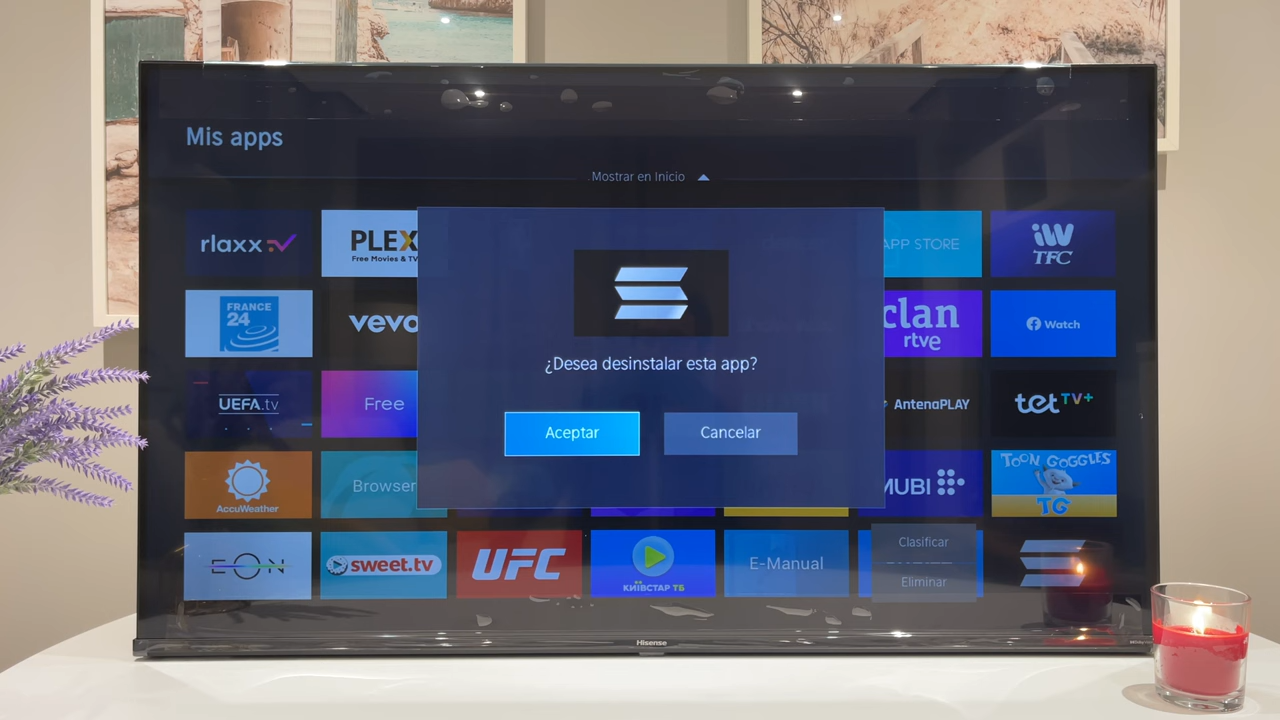 Mis apps
Mostrar en Inicio
rlaxx TV
PLEX
Free Movies & TV
APP STORE
iW
TFC
FRANCE
24
vevo
clan
rtve
Watch
UEFA.tv
Free
AntenaPLAY
tet TV+
AccuWeather
Browser
MUBI
TOON GOGGLES
TG
¿Desea desinstalar esta app?
Aceptar
Cancelar
EON
sweet.tv
UFC
КИЇВСТАР ТБ
E-Manual
Clasificar
Eliminar
Hisense